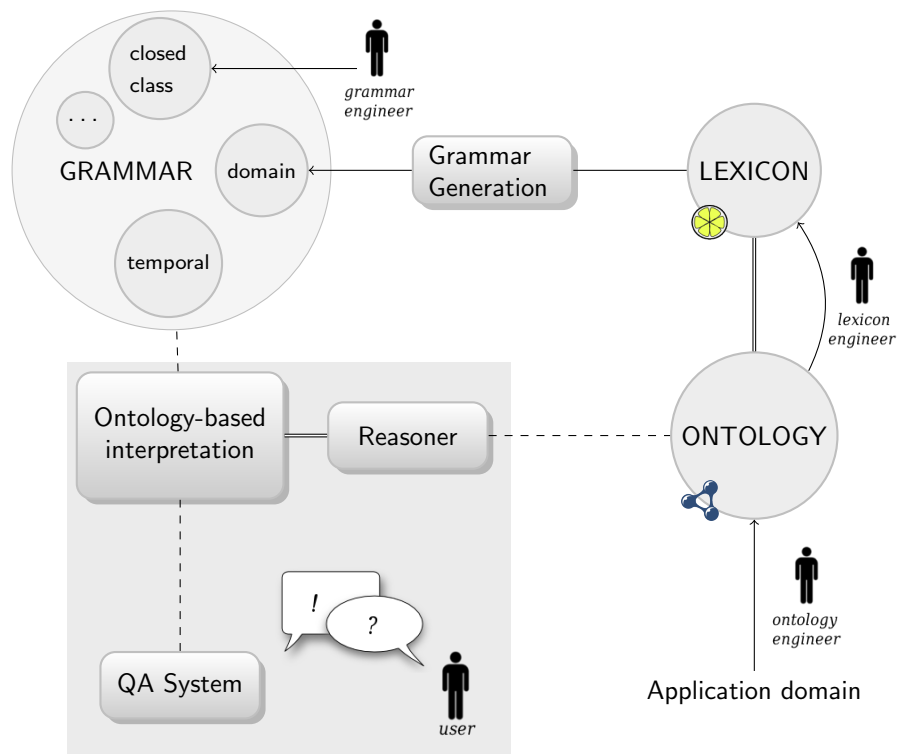 closed
class
. . .
GRAMMAR
domain
temporal
grammar
engineer
Grammar
Generation
LEXICON
lexicon
engineer
Ontology-based
interpretation
Reasoner
ONTOLOGY
!
?
ontology
engineer
QA System
user
Application domain